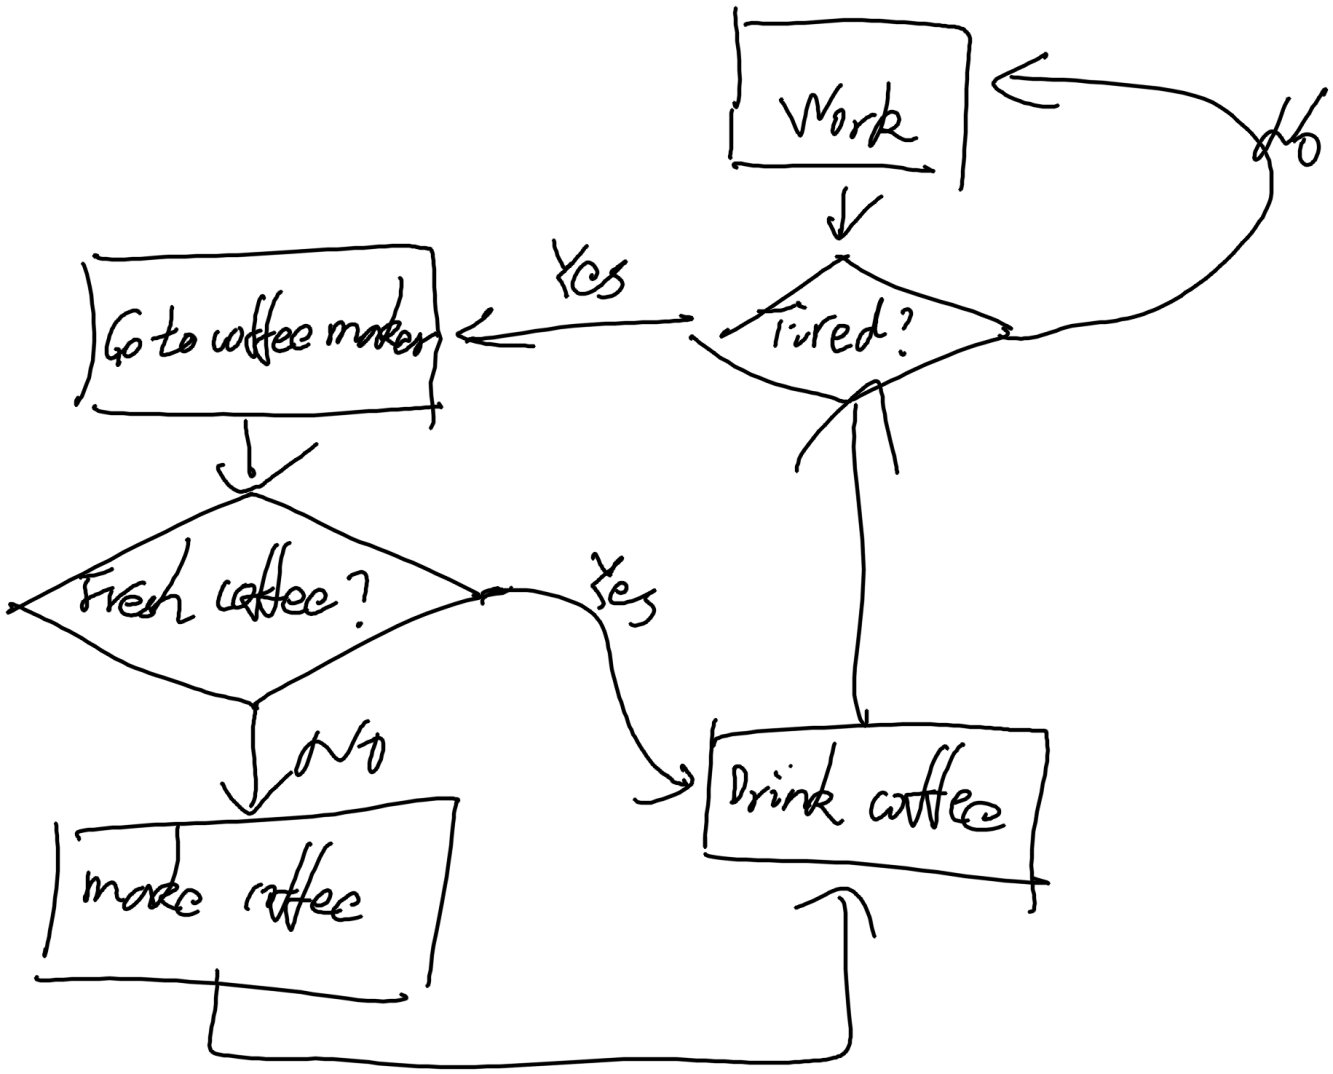 Work
No
Yes
Tired?
Go to coffee maker
Fresh coffee?
Yes
No
Drink coffee
make coffee